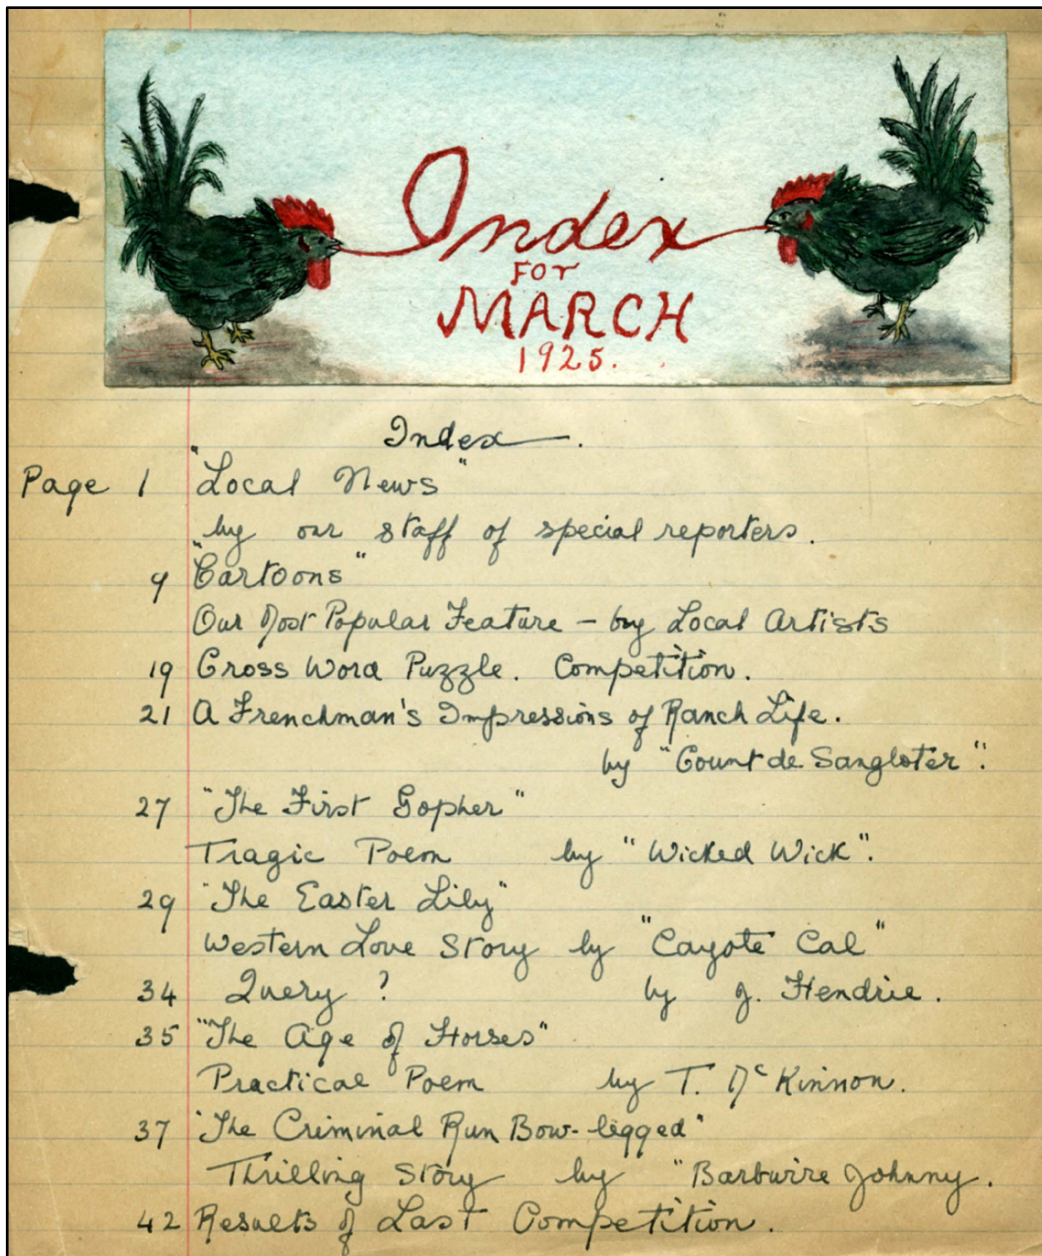 Index
FOR
MARCH
1925.
Index.
Page 1 "Local News"
by our staff of special reporters.
9 "Cartoons"
Our Most Popular Feature - by Local Artists
19 Cross Word Puzzle. Competition.
21 A Frenchman's Impressions of Ranch Life.
by "Count de Sangloter".
27 "The First Gopher"
Tragic Poem by "Wicked Wick".
29 "The Easter Lily"
Western Love Story by "Cayote Cal"
34 Query? by J. Hendrie.
35 "The Age of Horses"
Practical Poem by T. McKinnon.
37 "The Criminal Run Bow-legged"
Thrilling Story by "Barbwire Johnny.
42 Results of Last Competition.